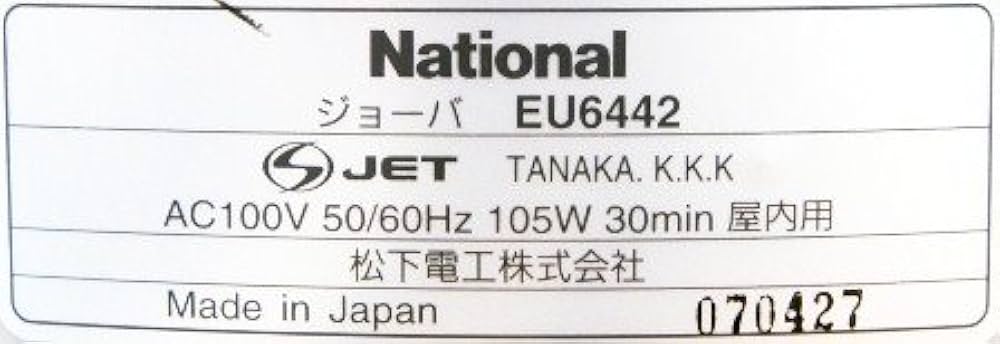 National
ジョーバ EU6442
JET TANAKA. K.K.K
AC100V 50/60Hz 105W 30min 屋内用
松下電工株式会社
Made in Japan 070427